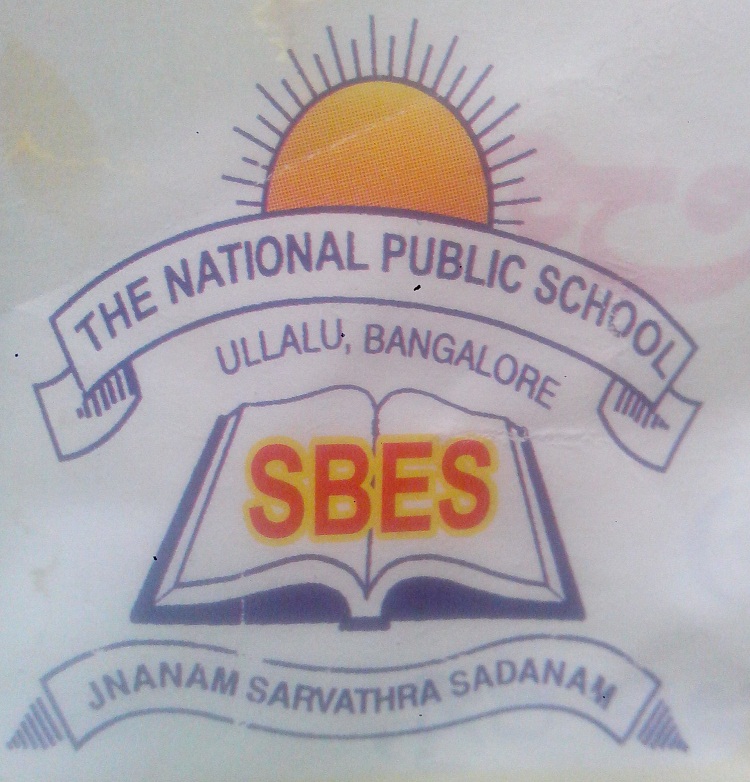 THE NATIONAL PUBLIC SCHOOL
ULLALU, BANGALORE
SBES
JNANAM SARVATHRA SADANAM